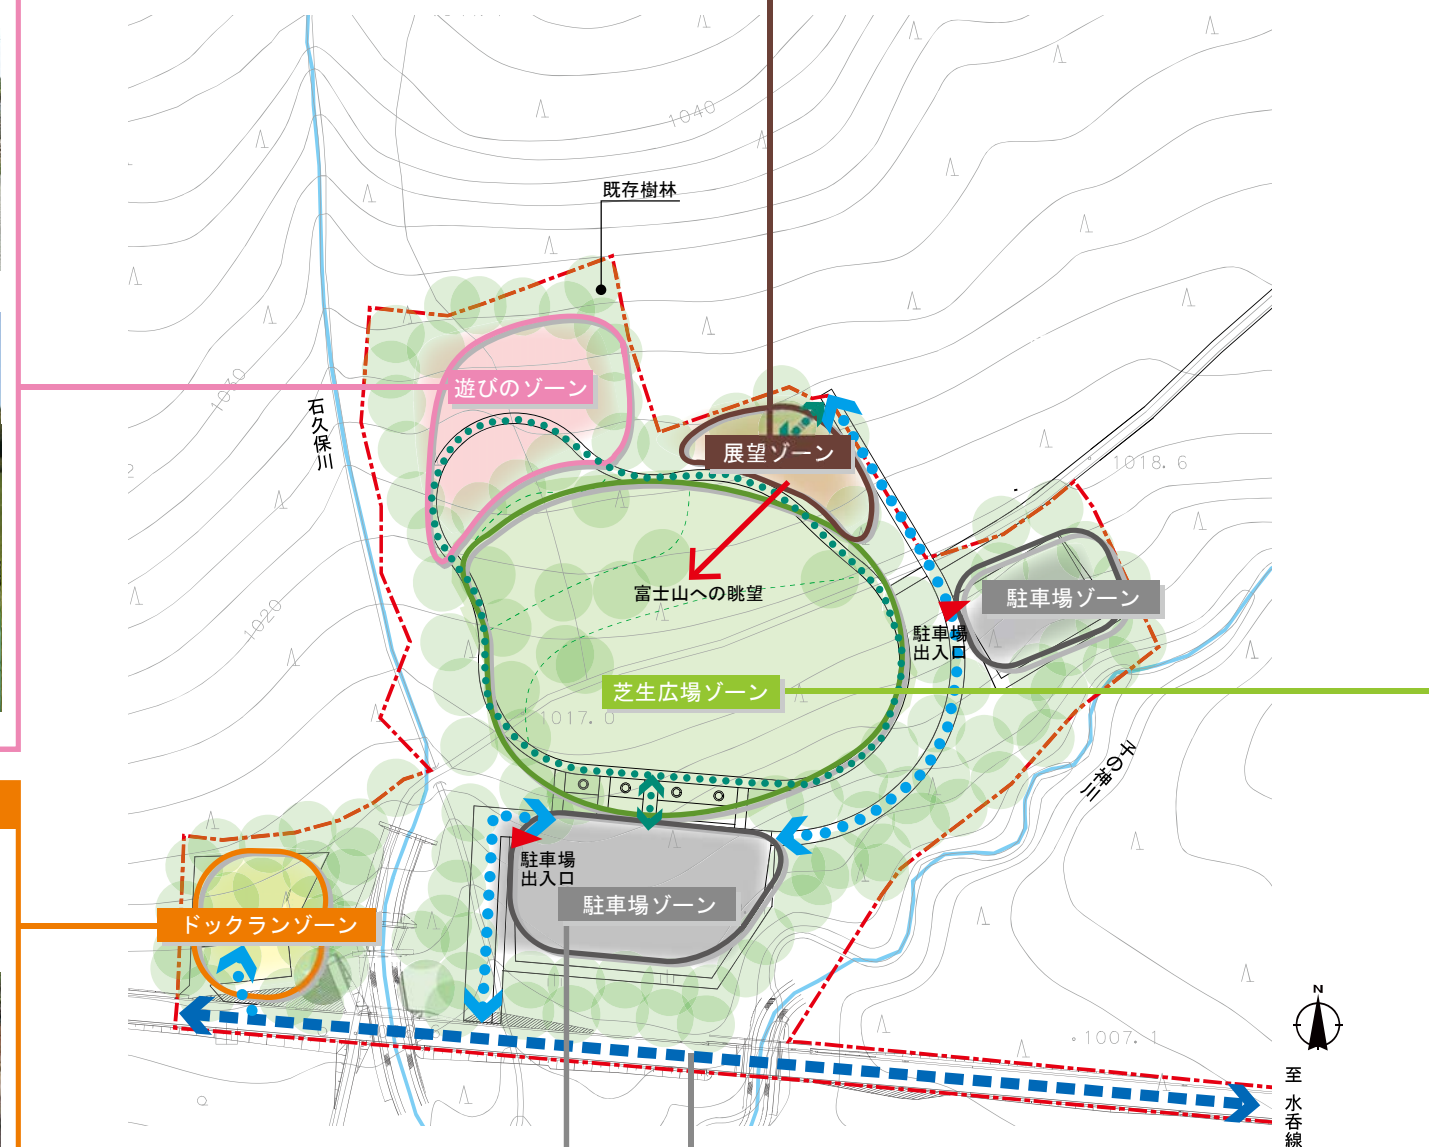 1040
既存樹林
1030
遊びのゾーン
石久保川
展望ゾーン
1018.6
富士山への眺望
駐車場ゾーン
1020
駐車場
出入口
芝生広場ゾーン
1017.0
子の神川
駐車場
出入口
駐車場ゾーン
ドックランゾーン
N
1007.1
至 水呑線